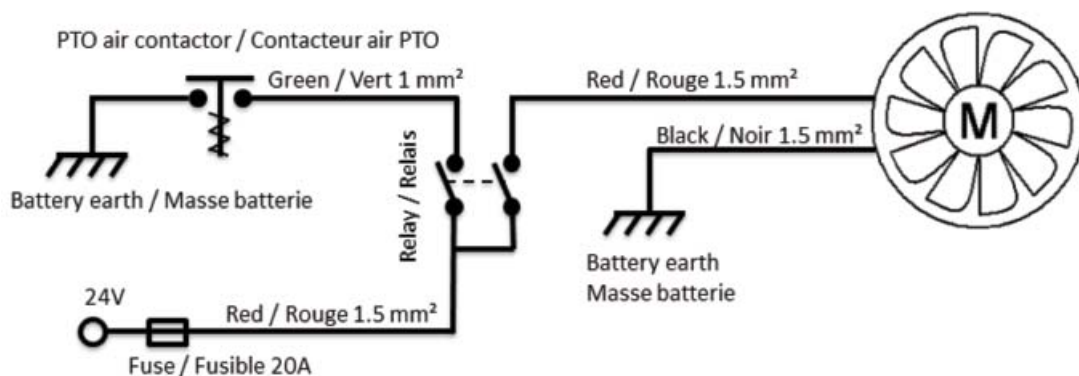 PTO air contactor / Contacteur air PTO
Green / Vert 1 mm²
Red / Rouge 1.5 mm²
Black / Noir 1.5 mm²
M
Battery earth / Masse batterie
Relay / Relais
Battery earth
Masse batterie
24V
Red / Rouge 1.5 mm²
Fuse / Fusible 20A